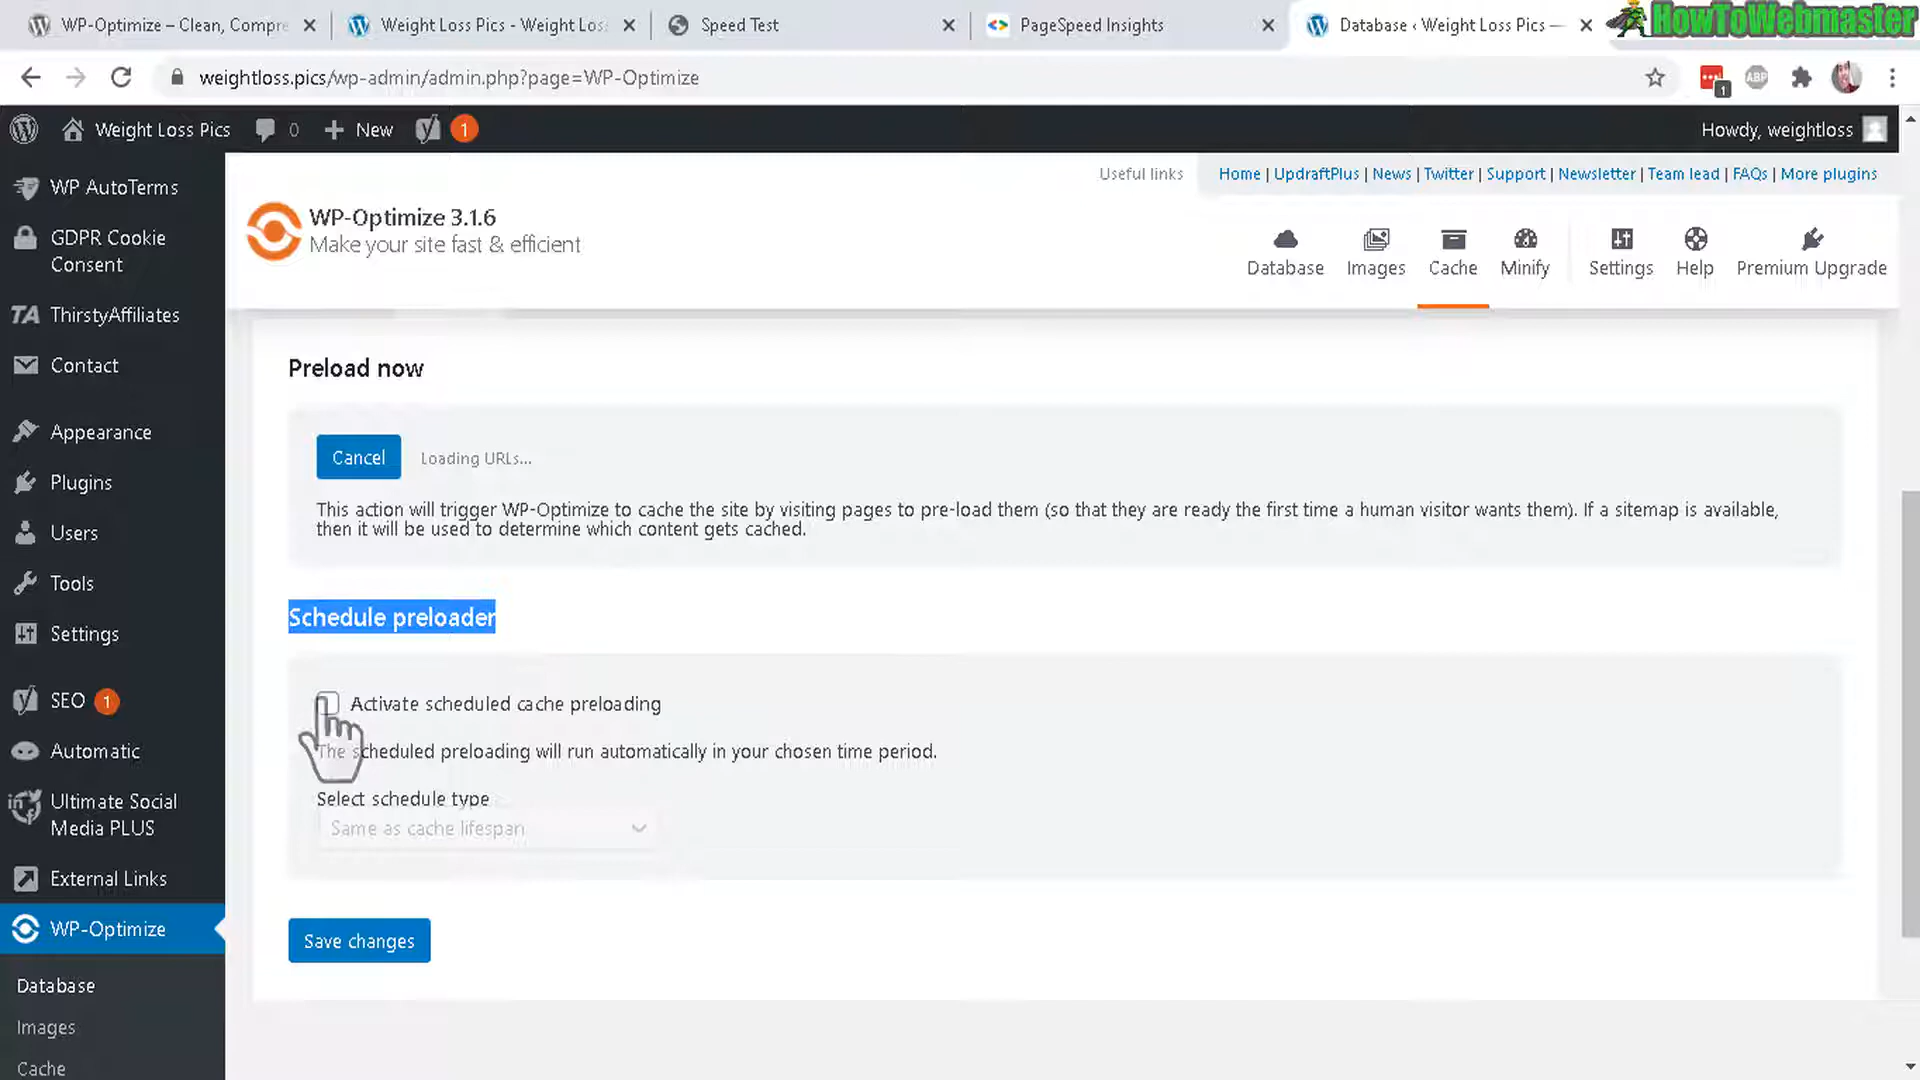 WP-Optimize – Clean, Compre
Weight Loss Pics - Weight Los
Speed Test
PageSpeed Insights
Database ‹ Weight Loss Pics —
HowToWebmaster
weightloss.pics/wp-admin/admin.php?page=WP-Optimize
1
ABP
Weight Loss Pics
0
New
1
Howdy, weightloss
WP AutoTerms
GDPR Cookie
Consent
TA ThirstyAffiliates
Contact
Appearance
Plugins
Users
Tools
Settings
SEO 1
Automatic
Ultimate Social
Media PLUS
External Links
WP-Optimize
Database
Images
Cache
Useful links
Home | UpdraftPlus | News | Twitter | Support | Newsletter | Team lead | FAQs | More plugins
WP-Optimize 3.1.6
Make your site fast & efficient
Database
Images
Cache
Minify
Settings
Help
Premium Upgrade
Preload now
Cancel
Loading URLs...
This action will trigger WP-Optimize to cache the site by visiting pages to pre-load them (so that they are ready the first time a human visitor wants them). If a sitemap is available,
then it will be used to determine which content gets cached.
Schedule preloader
Activate scheduled cache preloading
The scheduled preloading will run automatically in your chosen time period.
Select schedule type
Same as cache lifespan
Save changes